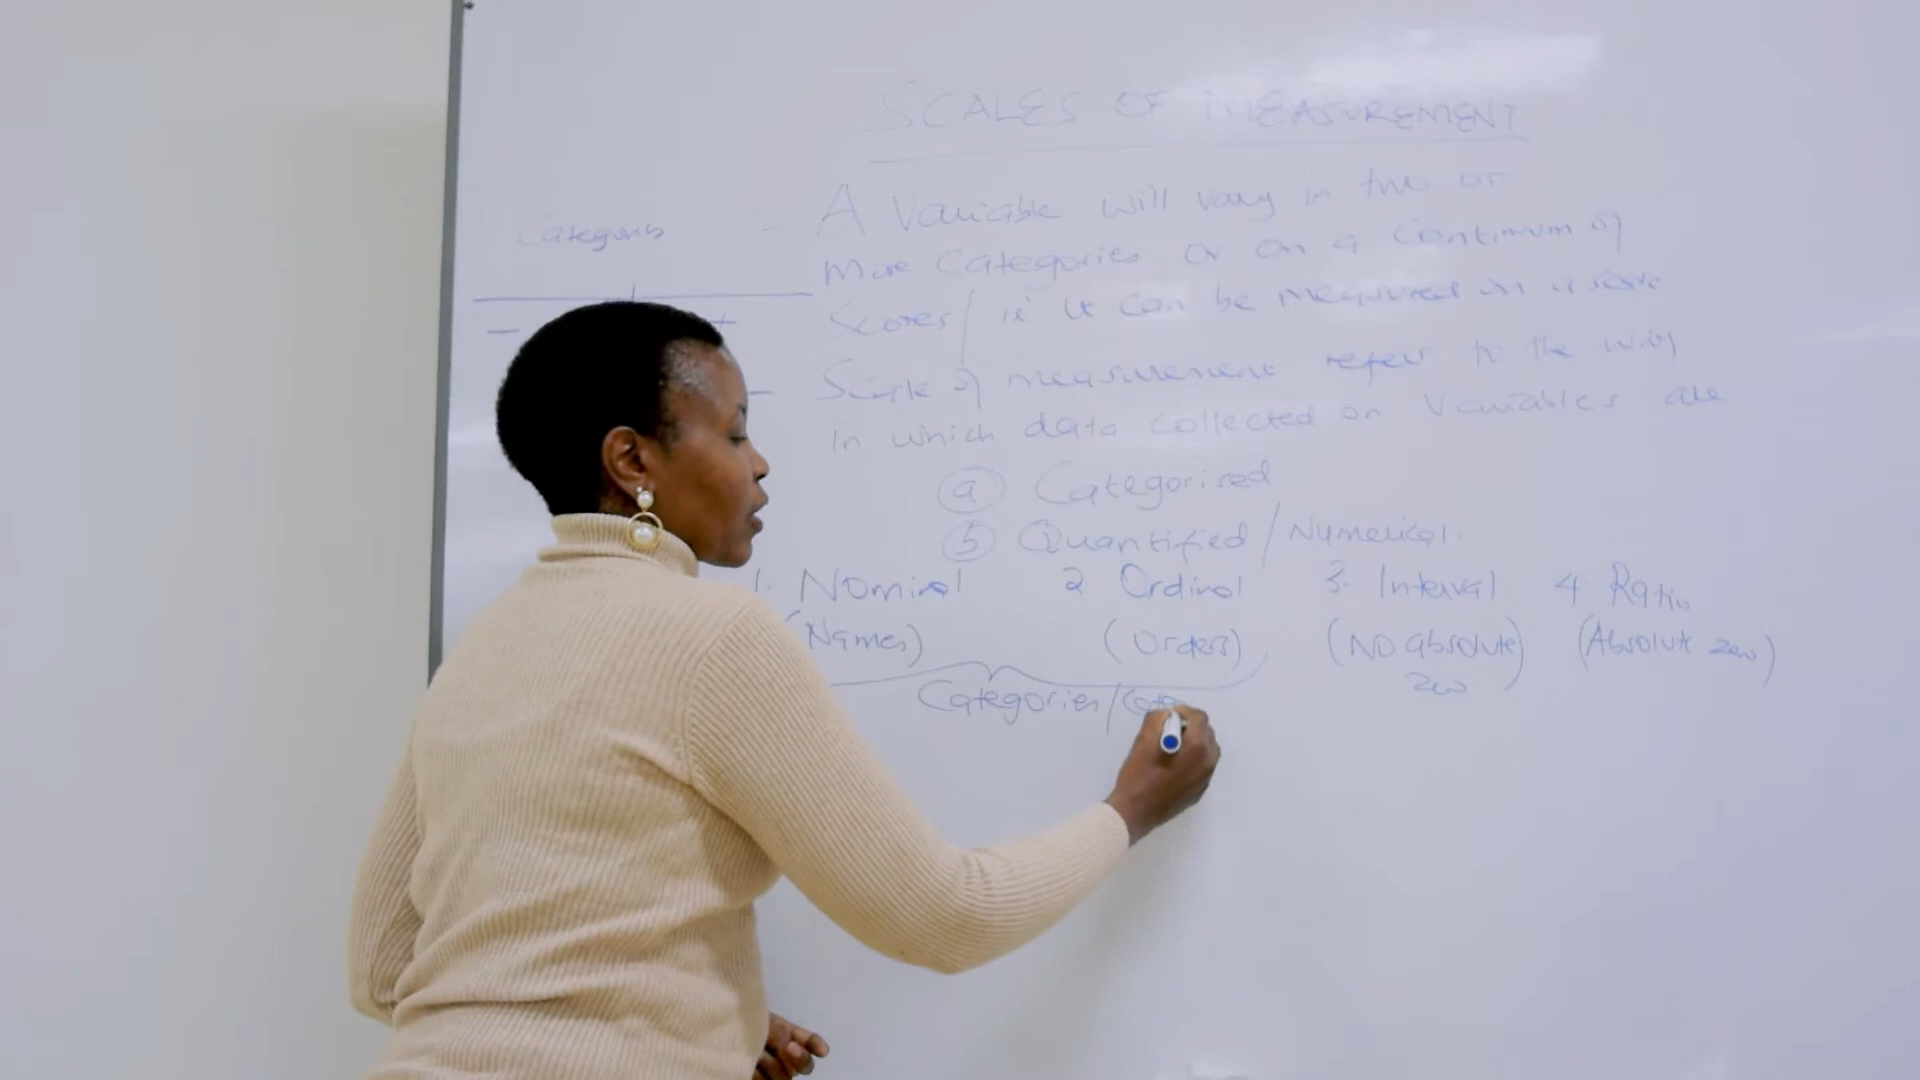 SCALES OF MEASUREMENT
Categories
- A Variable will vary in two or
More Categories or on a Continuum of
Scores / ie it can be measured on a scale
- Scale of measurement refer to the way
in which data collected on Variables are
(a) Categorised
(b) Quantified / Numerical.
1. Nominal 2 Ordinal 3. Interval 4 Ratio
(Names) (Orders) (No absolute zero) (Absolute zero)
Categories /
- +